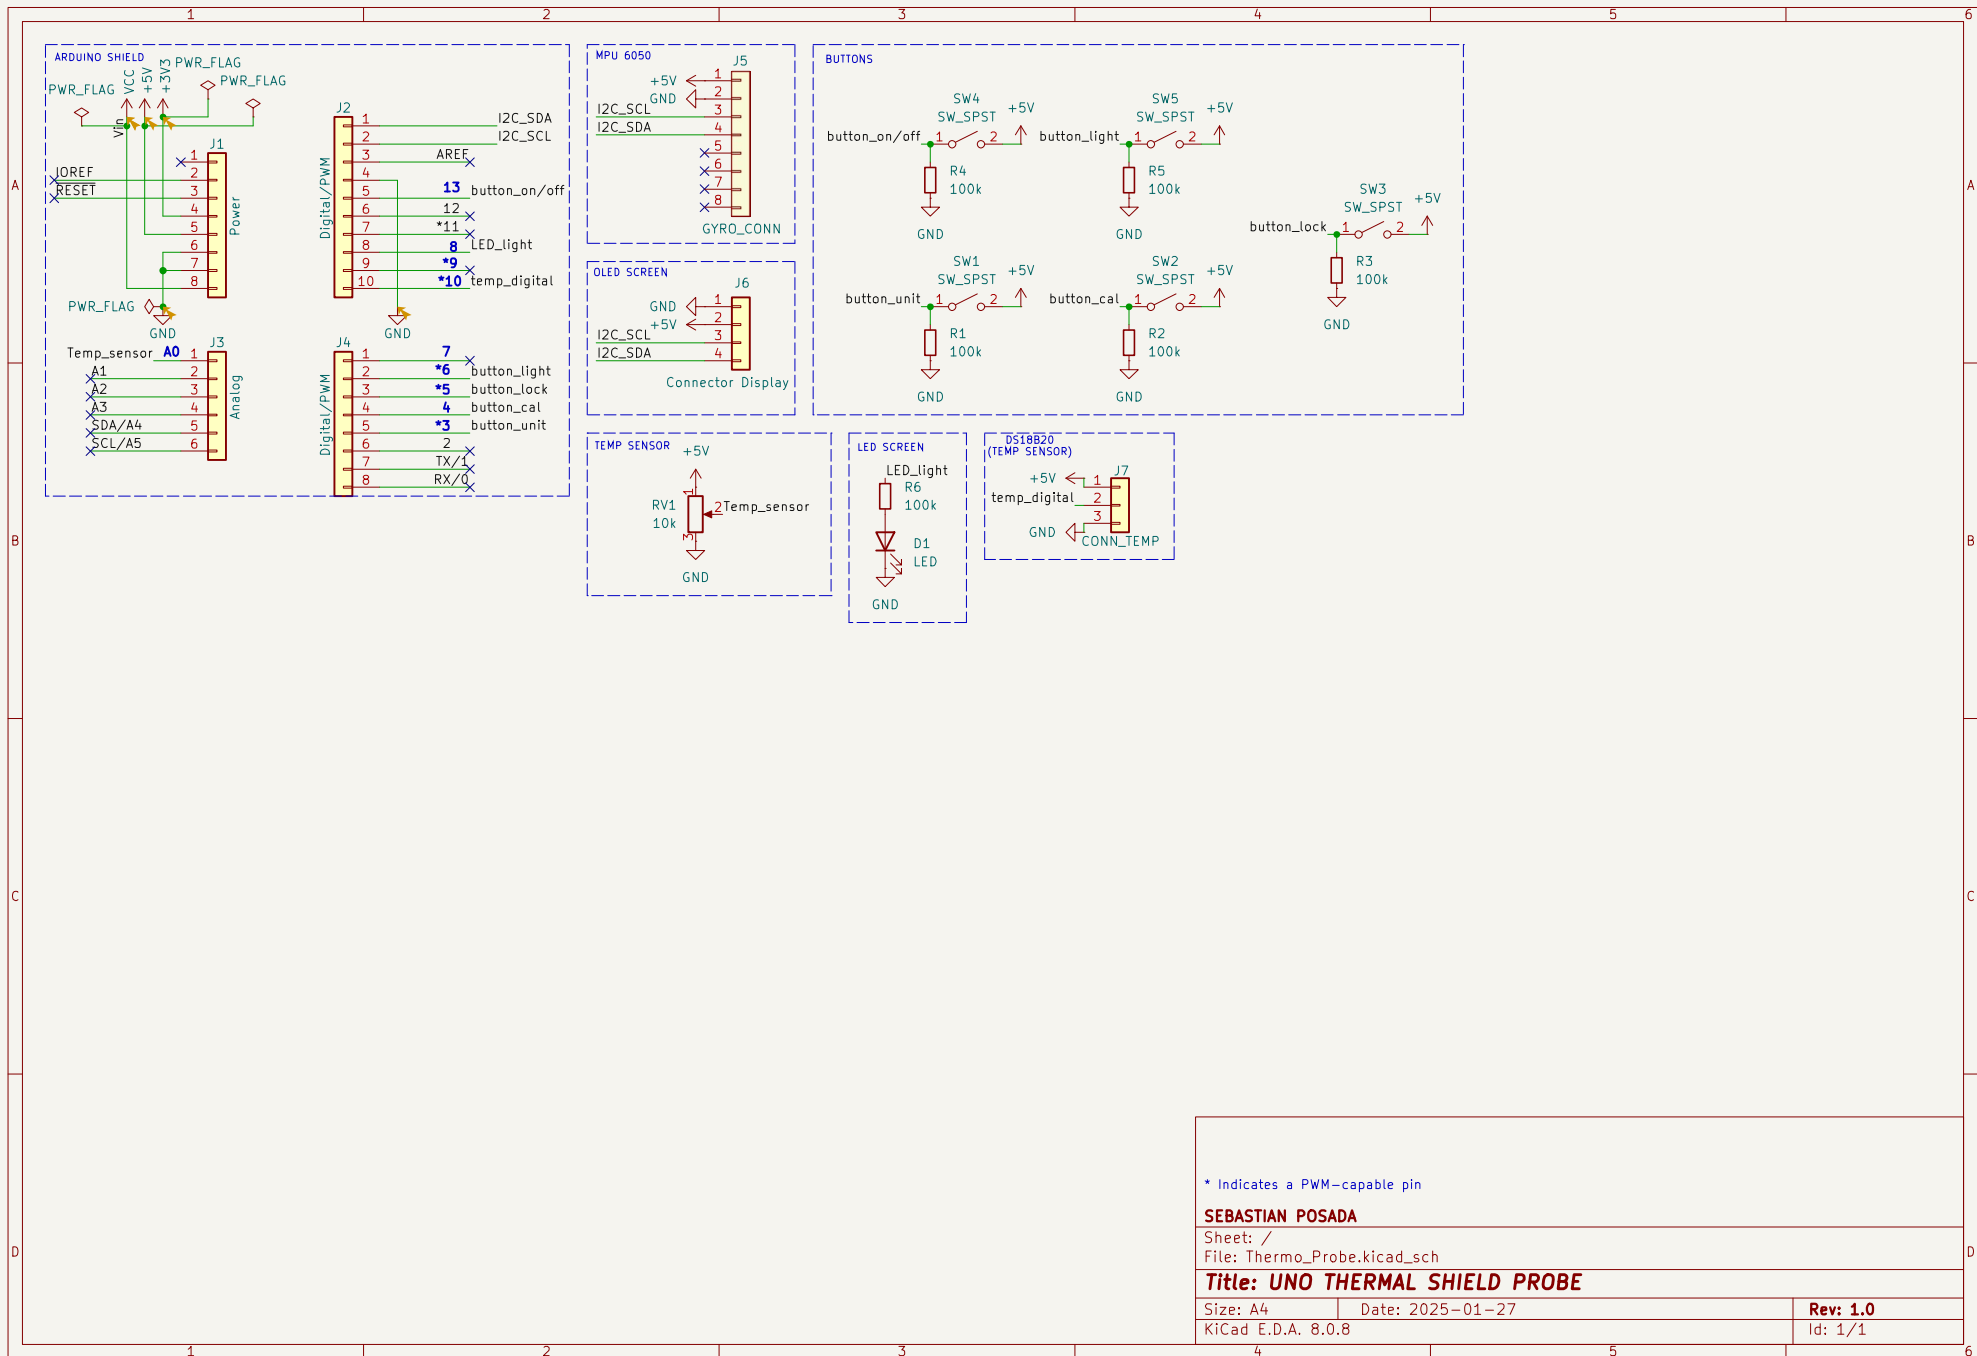 1 2 3 4 5 6
A
B
C
D
A
B
C
D
1 2 3 4 5 6
ARDUINO SHIELD
PWR_FLAG
VCC
+5V
+3V3
PWR_FLAG
PWR_FLAG
Vin
J1
1
2
3
4
5
6
7
8
Power
IOREF
RESET
PWR_FLAG
GND
J2
Digital/PWM
1 I2C_SDA
2 I2C_SCL
3 AREF
4
5 13 button_on/off
6 12
7 *11
8 8 LED_light
9 *9
10 *10 temp_digital
GND
J3
Temp_sensor A0 1
A1 2
A2 3
A3 4
SDA/A4 5
SCL/A5 6
Analog
J4
Digital/PWM
1 7
2 *6 button_light
3 *5 button_lock
4 4 button_cal
5 *3 button_unit
6 2
7 TX/1
8 RX/0
MPU 6050
J5
+5V 1
GND 2
I2C_SCL 3
I2C_SDA 4
5
6
7
8
GYRO_CONN
OLED SCREEN
J6
GND 1
+5V 2
I2C_SCL 3
I2C_SDA 4
Connector Display
BUTTONS
SW4
SW_SPST
+5V
button_on/off 1 2
R4
100k
GND
SW5
SW_SPST
+5V
button_light 1 2
R5
100k
GND
SW3
SW_SPST
+5V
button_lock 1 2
R3
100k
GND
SW1
SW_SPST
+5V
button_unit 1 2
R1
100k
GND
SW2
SW_SPST
+5V
button_cal 1 2
R2
100k
GND
TEMP SENSOR
+5V
1
RV1
10k
2 Temp_sensor
3
GND
LED SCREEN
LED_light
R6
100k
D1
LED
GND
DS18B20
(TEMP SENSOR)
J7
+5V 1
temp_digital 2
3
GND
CONN_TEMP
* Indicates a PWM-capable pin
SEBASTIAN POSADA
Sheet: /
File: Thermo_Probe.kicad_sch
Title: UNO THERMAL SHIELD PROBE
Size: A4 Date: 2025-01-27 Rev: 1.0
KiCad E.D.A. 8.0.8 Id: 1/1